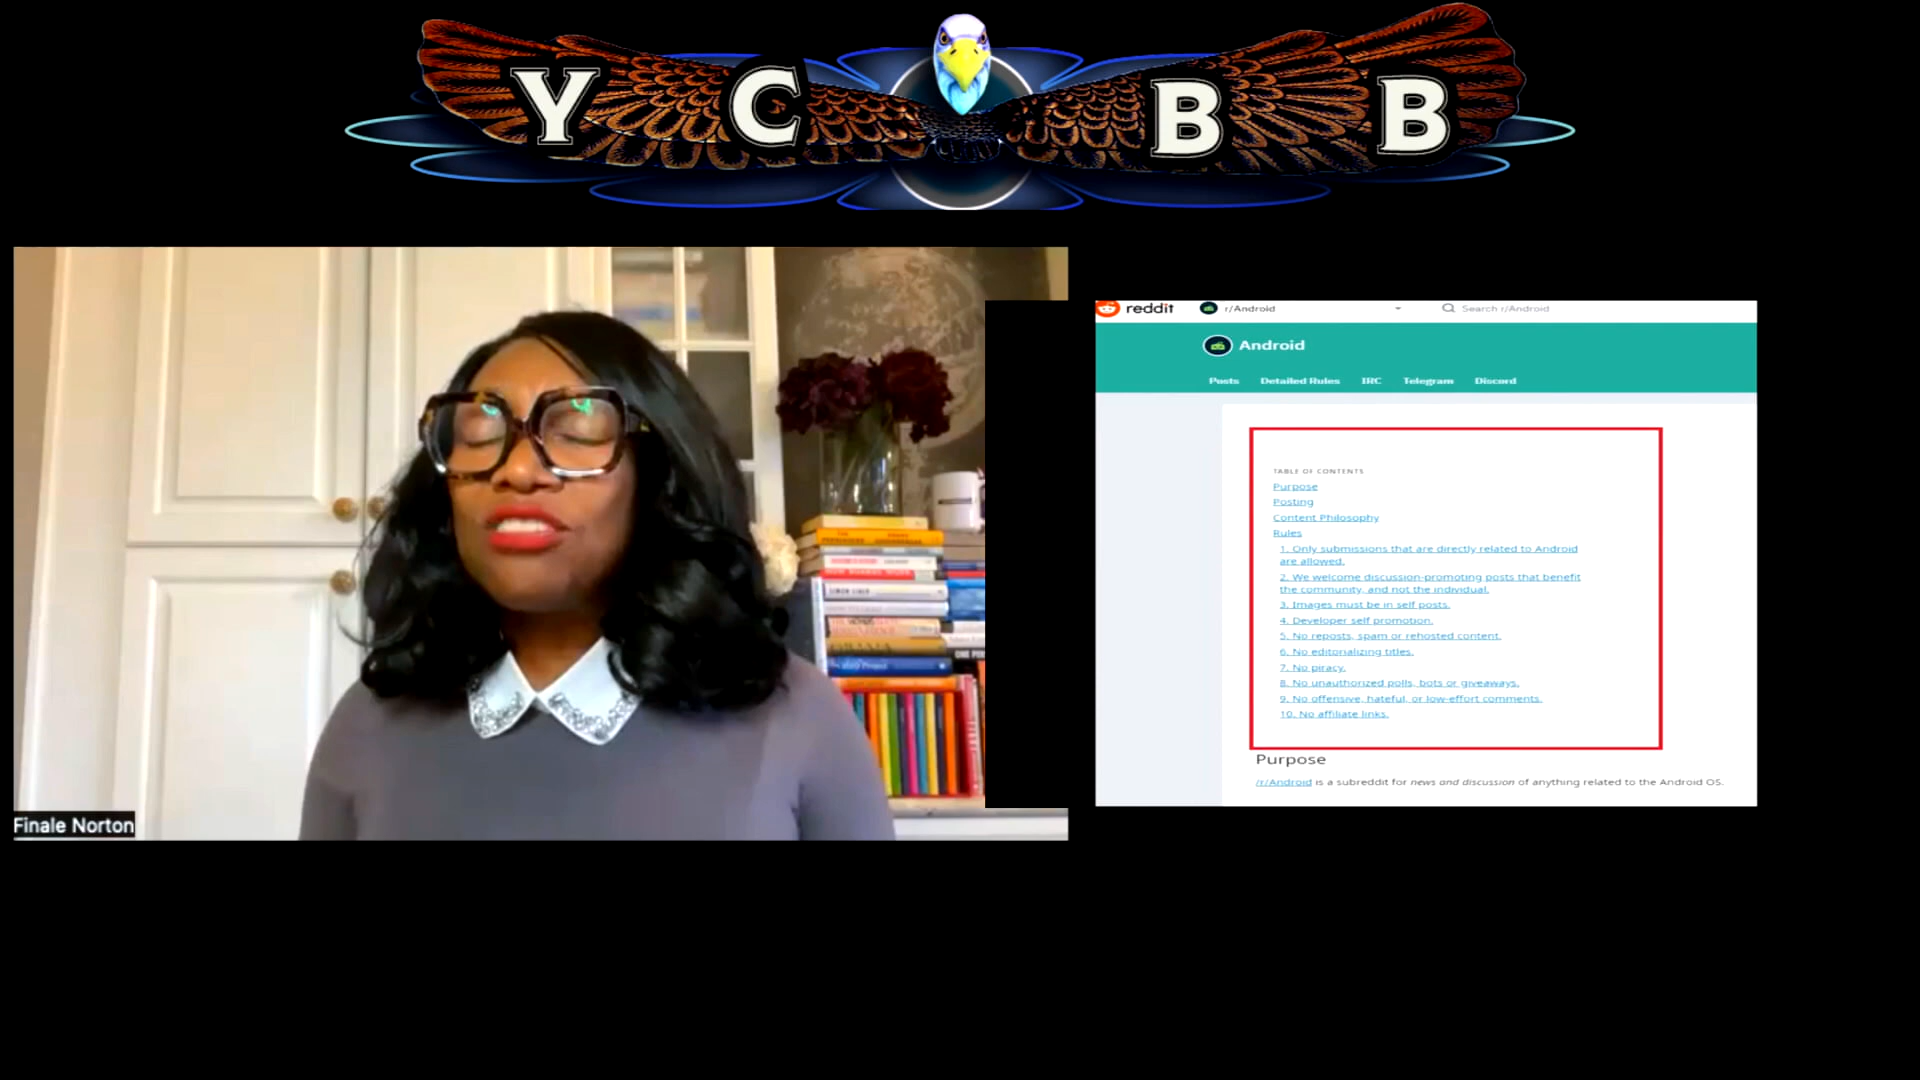 Y C B B
reddit r/Android Search r/Android
Android
Posts Detailed Rules IRC Telegram Discord
TABLE OF CONTENTS
Purpose
Posting
Content Philosophy
Rules
1. Only submissions that are directly related to Android
are allowed.
2. We welcome discussion-promoting posts that benefit
the community, and not the individual.
3. Images must be in self posts.
4. Developer self promotion.
5. No reposts, spam or rehosted content.
6. No editorializing titles.
7. No piracy.
8. No unauthorized polls, bots or giveaways.
9. No offensive, hateful, or low-effort comments.
10. No affiliate links.
Purpose
/r/Android is a subreddit for news and discussion of anything related to the Android OS.
Finale Norton